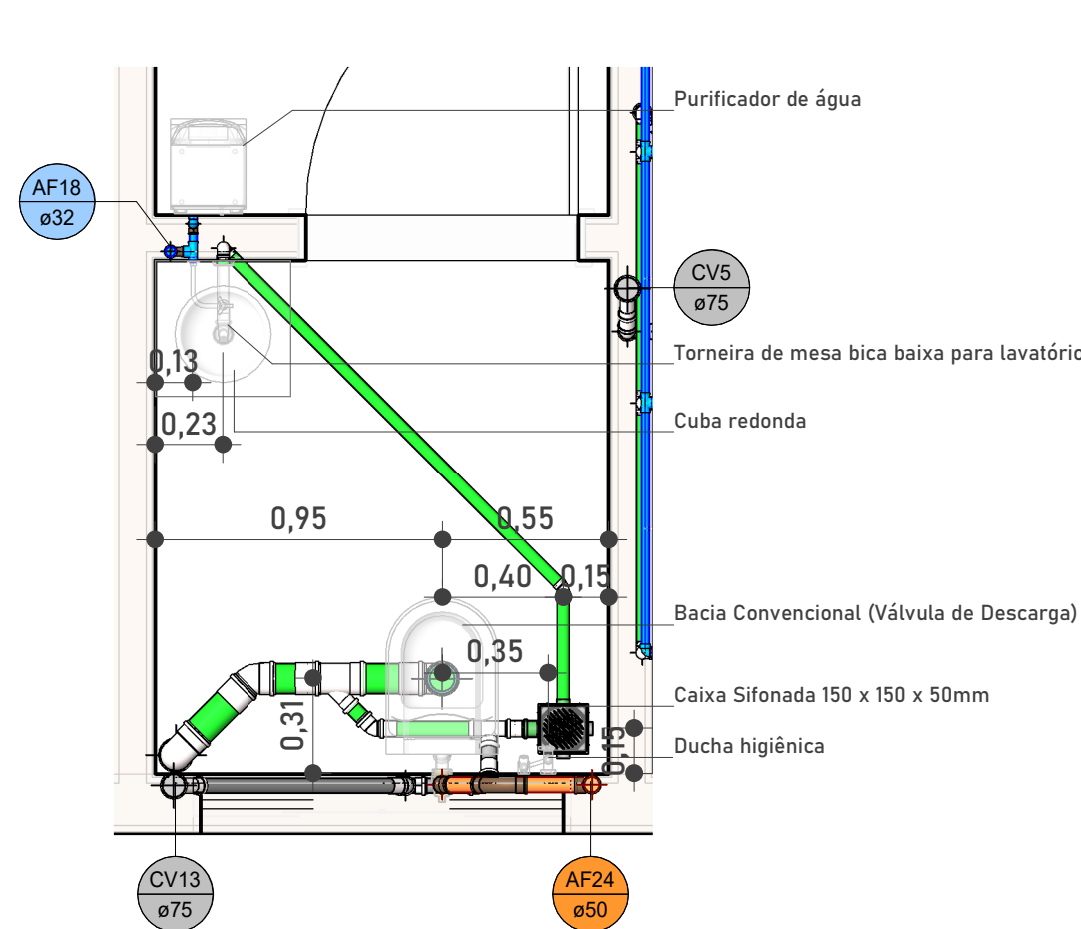 Purificador de água
AF18
ø32
CV5
ø75
Torneira de mesa bica baixa para lavatório
0,13
0,23
Cuba redonda
0,95
0,55
0,40
0,15
Bacia Convencional (Válvula de Descarga)
0,35
Caixa Sifonada 150 x 150 x 50mm
0,31
0,15
Ducha higiênica
CV13
ø75
AF24
ø50